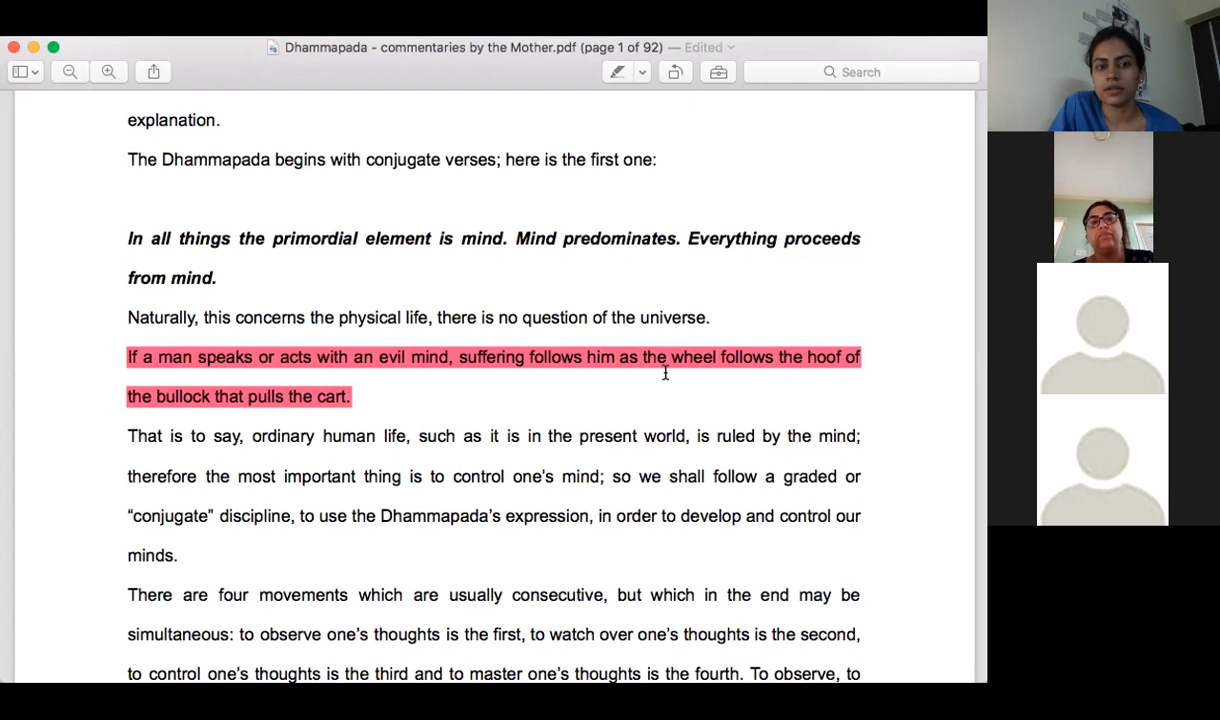 Dhammapada - commentaries by the Mother.pdf (page 1 of 92) — Edited
Search
explanation.
The Dhammapada begins with conjugate verses; here is the first one:
In all things the primordial element is mind. Mind predominates. Everything proceeds
from mind.
Naturally, this concerns the physical life, there is no question of the universe.
If a man speaks or acts with an evil mind, suffering follows him as the wheel follows the hoof of
the bullock that pulls the cart.
That is to say, ordinary human life, such as it is in the present world, is ruled by the mind;
therefore the most important thing is to control one’s mind; so we shall follow a graded or
“conjugate” discipline, to use the Dhammapada’s expression, in order to develop and control our
minds.
There are four movements which are usually consecutive, but which in the end may be
simultaneous: to observe one’s thoughts is the first, to watch over one’s thoughts is the second,
to control one’s thoughts is the third and to master one’s thoughts is the fourth. To observe, to